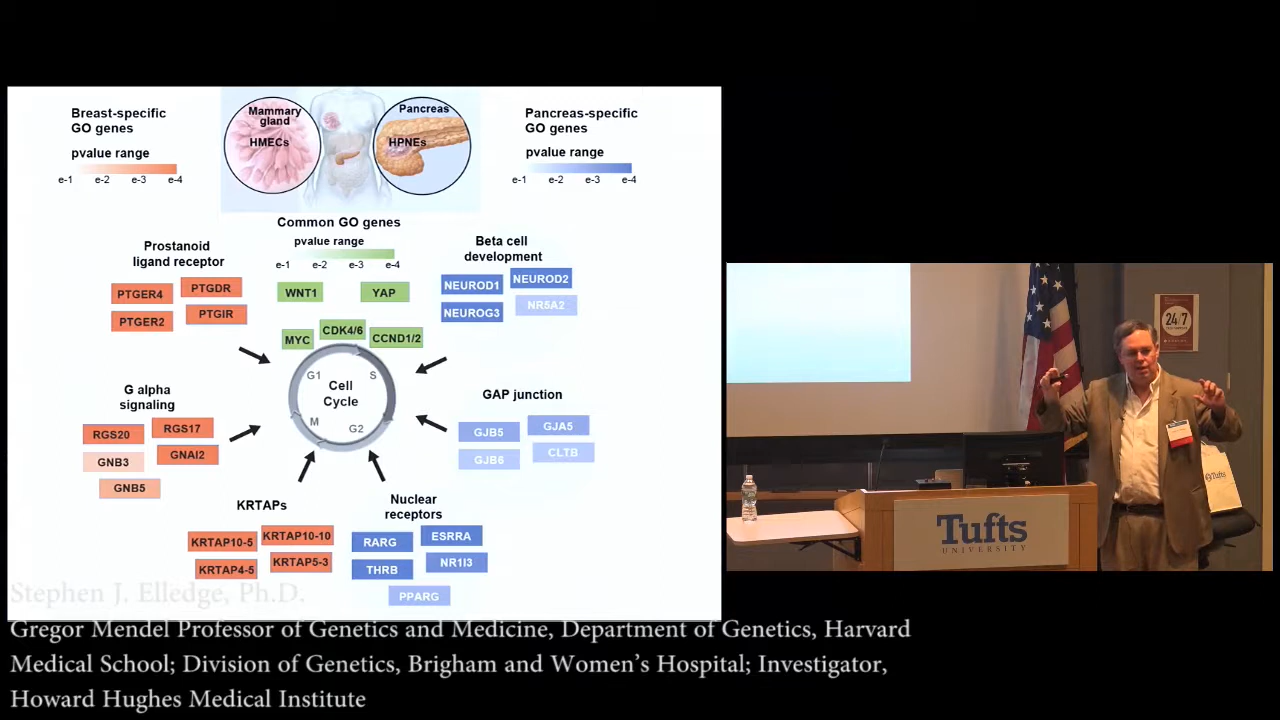 Breast-specific
GO genes
pvalue range
e-1 e-2 e-3 e-4
Mammary
gland
HMECs
Pancreas
HPNEs
Pancreas-specific
GO genes
pvalue range
e-1 e-2 e-3 e-4
Common GO genes
pvalue range
e-1 e-2 e-3 e-4
WNT1 YAP
MYC CDK4/6 CCND1/2
Prostanoid
ligand receptor
PTGER4 PTGDR
PTGER2 PTGIR
Beta cell
development
NEUROD1 NEUROD2
NEUROG3 NR5A2
G1 S
Cell
Cycle
M G2
G alpha
signaling
RGS20 RGS17
GNB3 GNAI2
GNB5
GAP junction
GJB5 GJA5
GJB6 CLTB
KRTAPs
KRTAP10-5 KRTAP10-10
KRTAP4-5 KRTAP5-3
Nuclear
receptors
RARG ESRRA
THRB NR1I3
PPARG
24/7
Tufts
Tufts
UNIVERSITY
Stephen J. Elledge, Ph.D.
Gregor Mendel Professor of Genetics and Medicine, Department of Genetics, Harvard
Medical School; Division of Genetics, Brigham and Women's Hospital; Investigator,
Howard Hughes Medical Institute